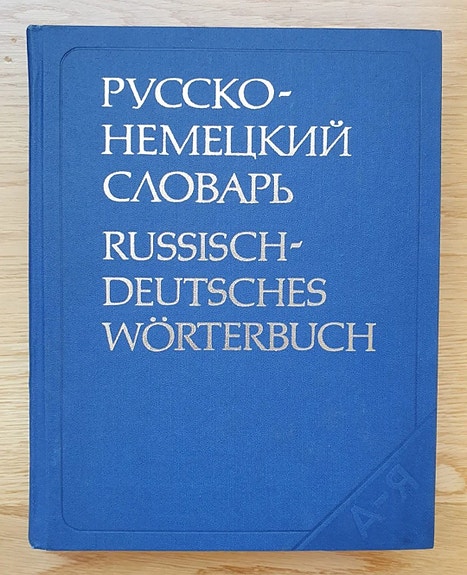 РУССКО-
НЕМЕЦКИЙ
СЛОВАРЬ
RUSSISCH-
DEUTSCHES
WÖRTERBUCH
А-Я